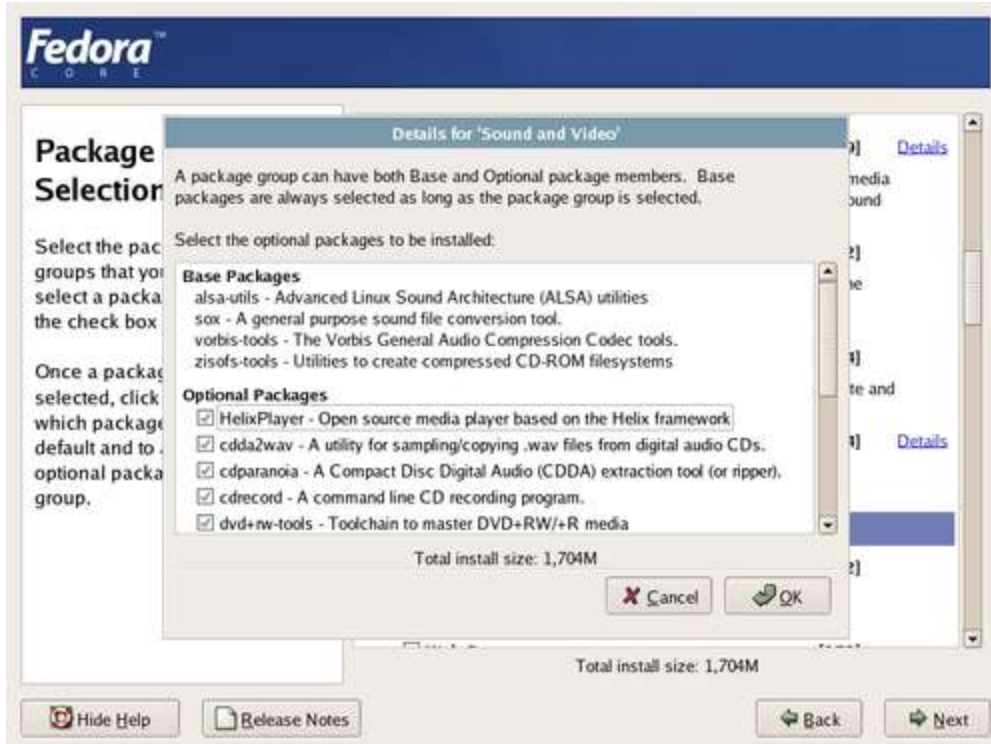 Fedora™
CORE
Package
Selection
Select the pac
groups that you
select a packa
the check box
Once a packag
selected, click
which package
default and to
optional packa
group.
Details for 'Sound and Video'
A package group can have both Base and Optional package members. Base
packages are always selected as long as the package group is selected.
Select the optional packages to be installed:
Base Packages
alsa-utils - Advanced Linux Sound Architecture (ALSA) utilities
sox - A general purpose sound file conversion tool.
vorbis-tools - The Vorbis General Audio Compression Codec tools.
zisofs-tools - Utilities to create compressed CD-ROM filesystems
Optional Packages
HelixPlayer - Open source media player based on the Helix framework
cdda2wav - A utility for sampling/copying .wav files from digital audio CDs.
cdparanoia - A Compact Disc Digital Audio (CDDA) extraction tool (or ripper).
cdrecord - A command line CD recording program.
dvd+rw-tools - Toolchain to master DVD+RW/+R media
Total install size: 1,704M
Cancel
OK
Details
media
ound
te and
Details
Total install size: 1,704M
Hide Help
Release Notes
Back
Next